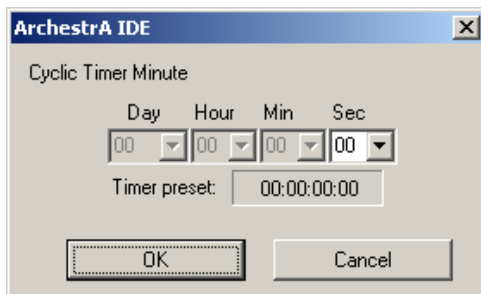 ArchestrA IDE
Cyclic Timer Minute
Day Hour Min Sec
00 00 00 00
Timer preset: 00:00:00:00
OK Cancel